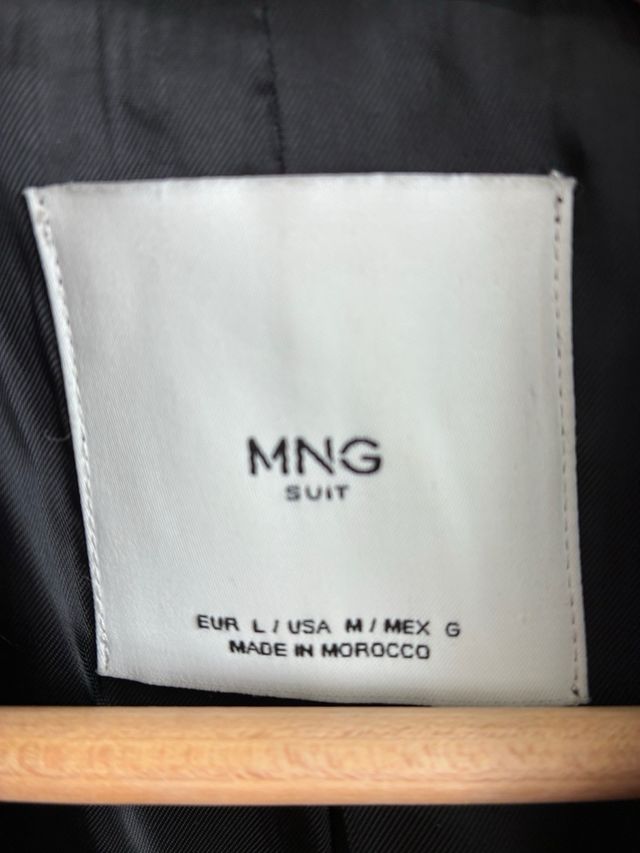 MNG
SUIT
EUR L / USA M / MEX G
MADE IN MOROCCO